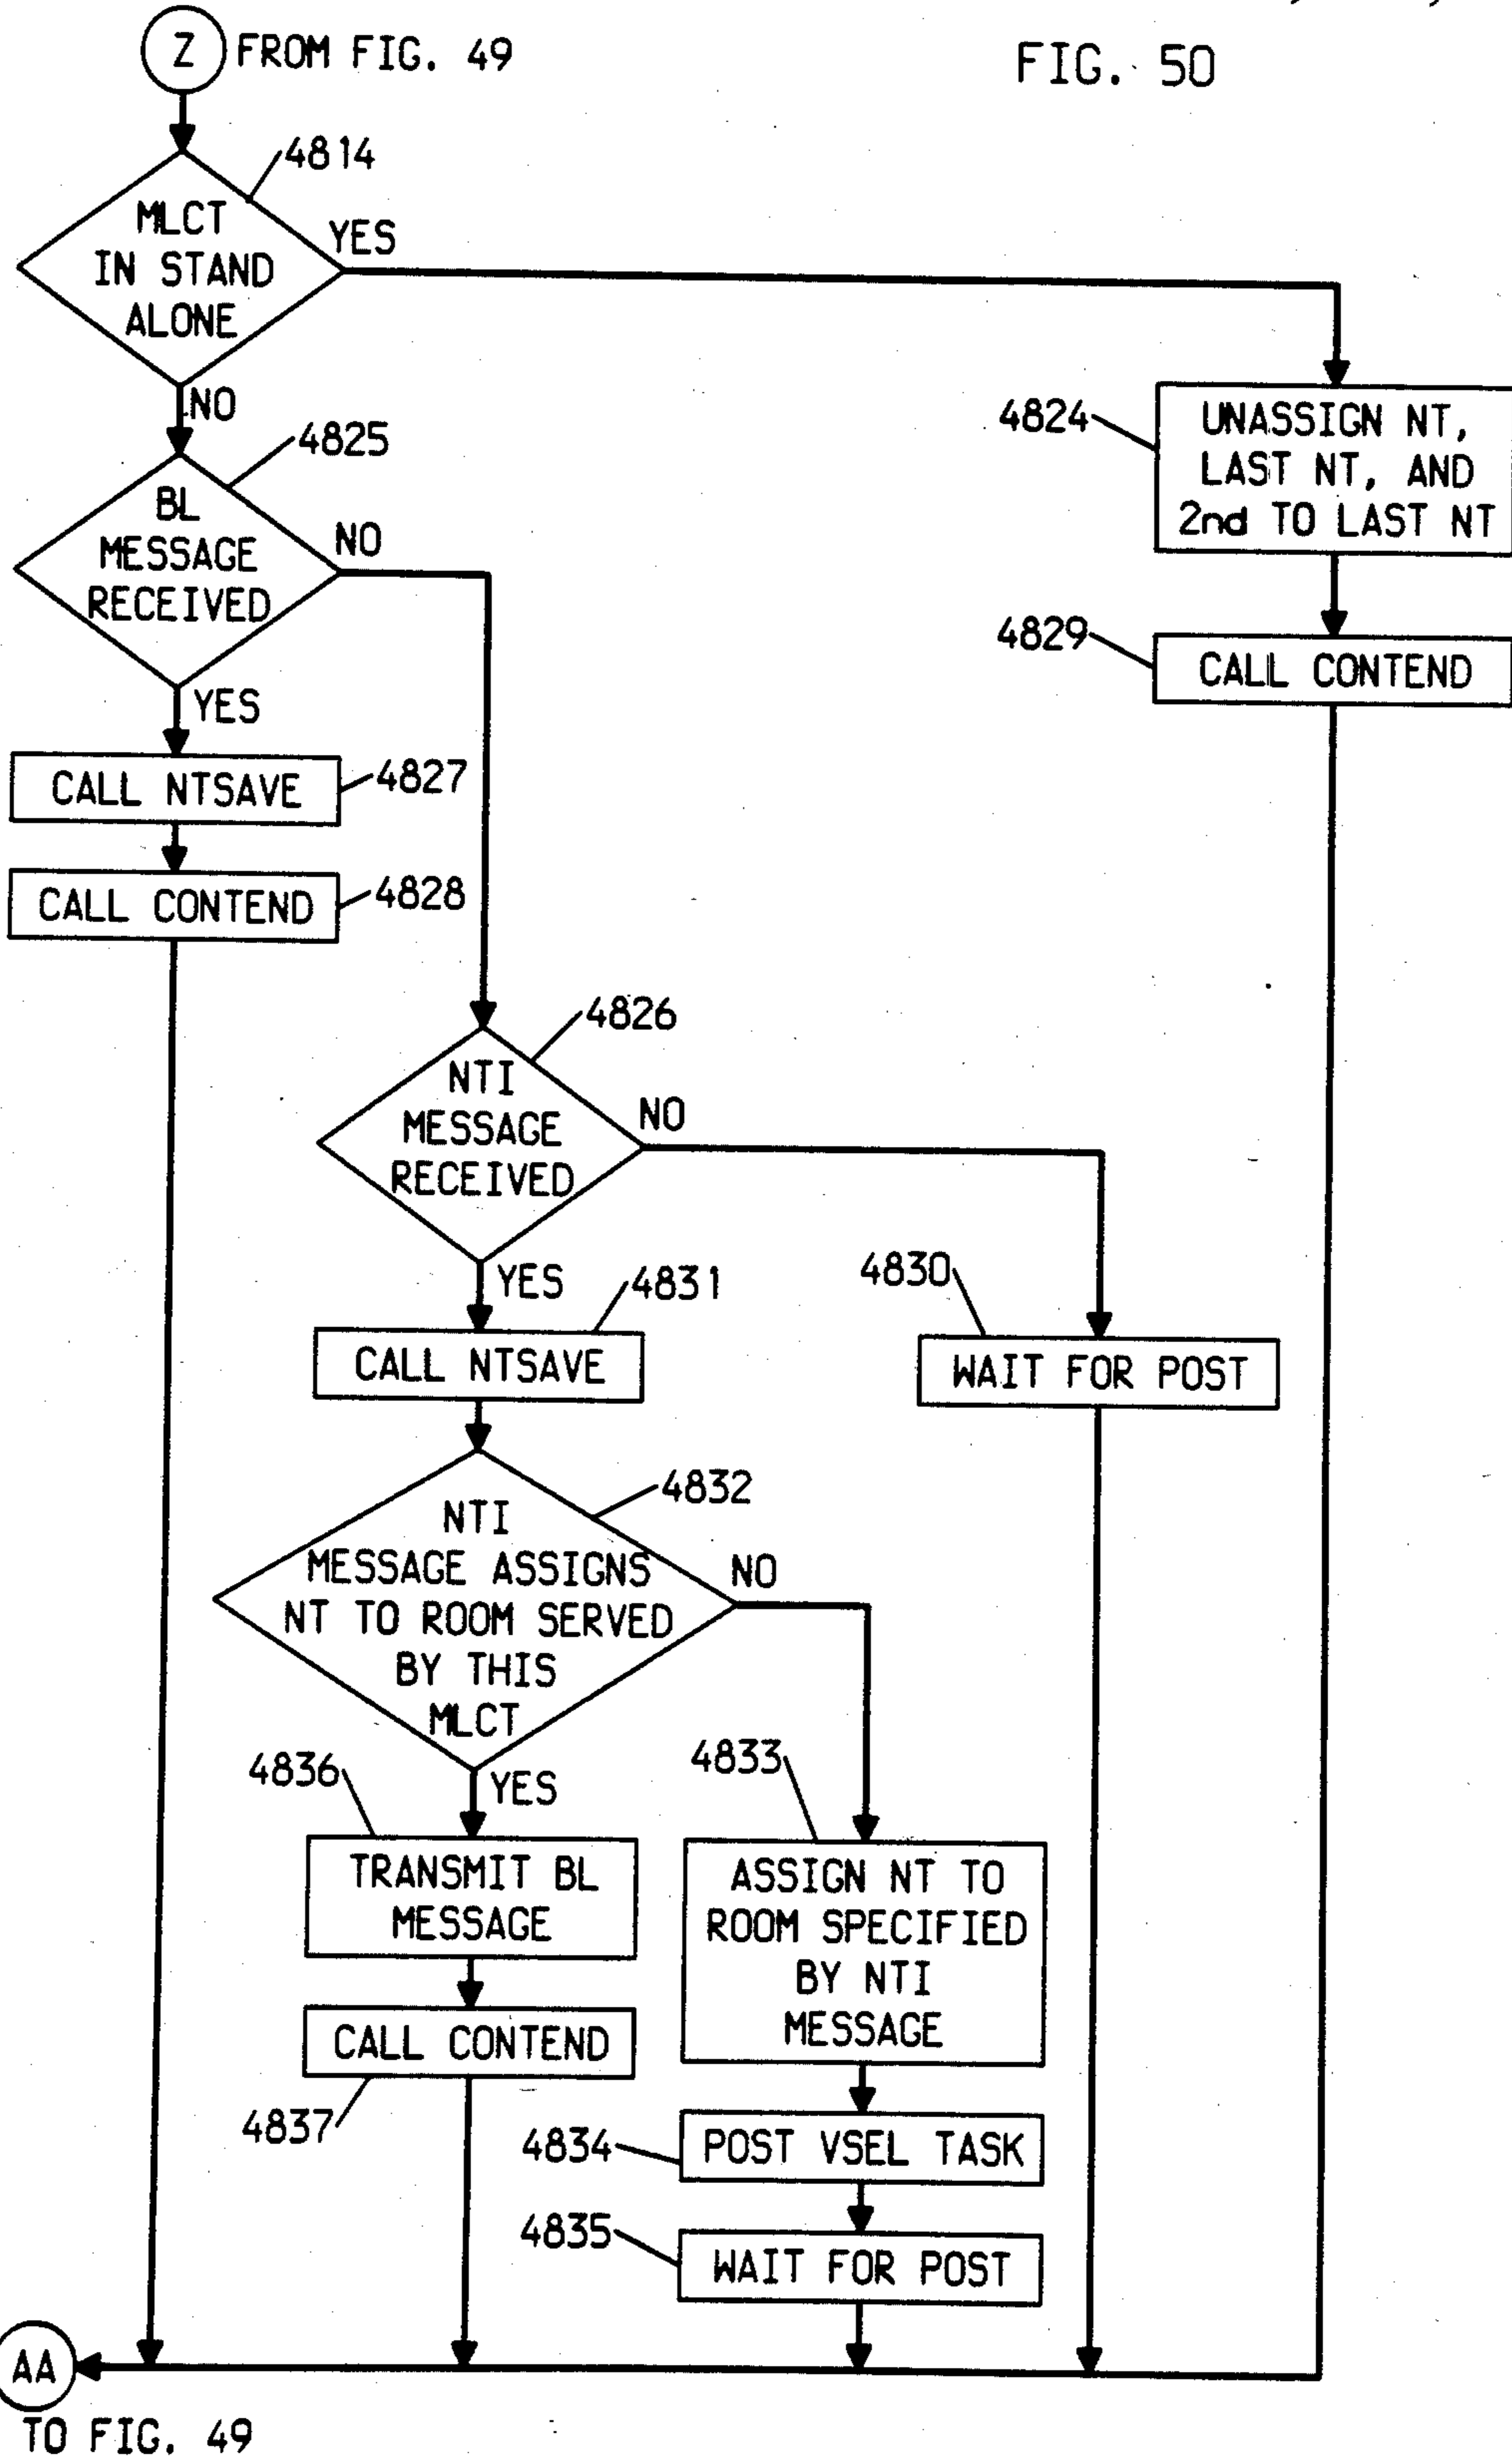 Z FROM FIG. 49
FIG. 50
4814
MLCT
IN STAND
ALONE
YES
NO
4825
BL
MESSAGE
RECEIVED
NO
YES
4824
UNASSIGN NT,
LAST NT, AND
2nd TO LAST NT
4829
CALL CONTEND
CALL NTSAVE
4827
CALL CONTEND
4828
4826
NTI
MESSAGE
RECEIVED
NO
YES
4831
CALL NTSAVE
4830
WAIT FOR POST
4832
NTI
MESSAGE ASSIGNS
NT TO ROOM SERVED
BY THIS
MLCT
NO
YES
4836
TRANSMIT BL
MESSAGE
CALL CONTEND
4837
4833
ASSIGN NT TO
ROOM SPECIFIED
BY NTI
MESSAGE
4834
POST VSEL TASK
4835
WAIT FOR POST
AA
TO FIG. 49